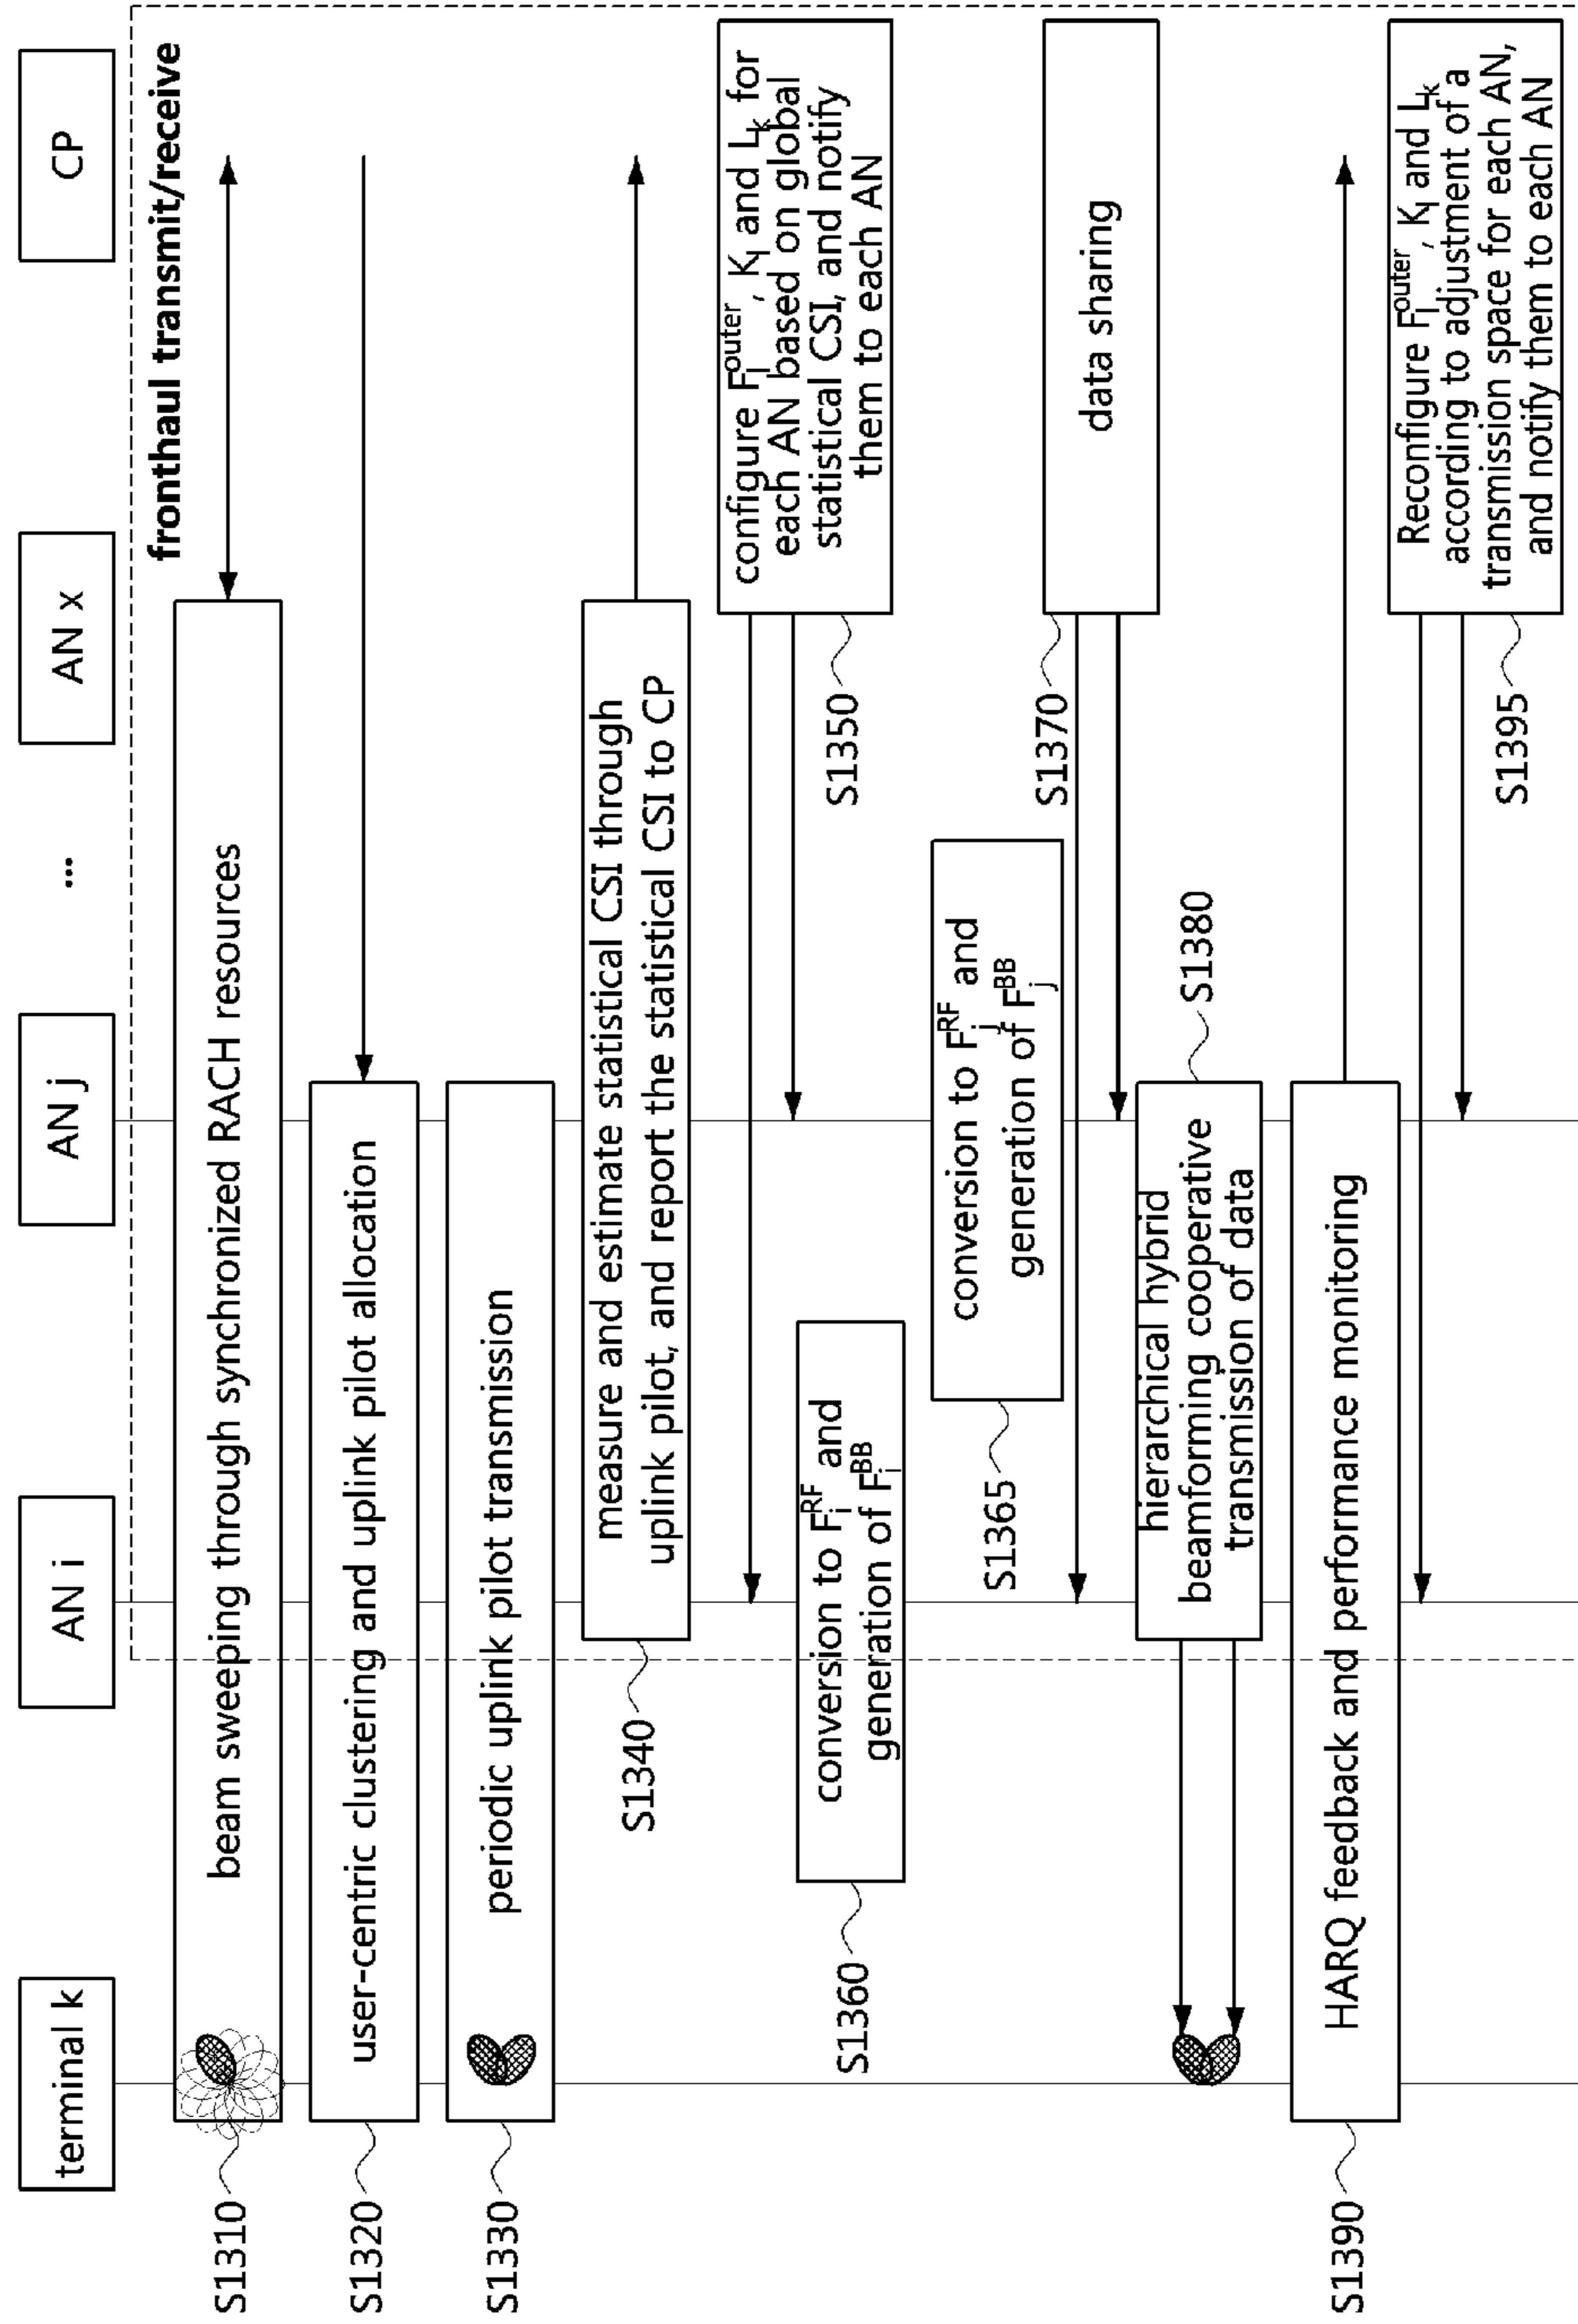 terminal k
AN i
AN j
...
AN x
CP
fronthaul transmit/receive
S1310
beam sweeping through synchronized RACH resources
S1320
user-centric clustering and uplink pilot allocation
S1330
periodic uplink pilot transmission
S1340
measure and estimate statistical CSI through
uplink pilot, and report the statistical CSI to CP
configure F_i^outer, K_i and L_k for
each AN based on global
statistical CSI, and notify
them to each AN
S1350
S1360
conversion to F_i^RF and
generation of F_i^BB
S1365
conversion to F_j^RF and
generation of F_j^BB
S1370
data sharing
S1380
hierarchical hybrid
beamforming cooperative
transmission of data
S1390
HARQ feedback and performance monitoring
Reconfigure F_i^outer, K_i and L_k
according to adjustment of a
transmission space for each AN,
and notify them to each AN
S1395